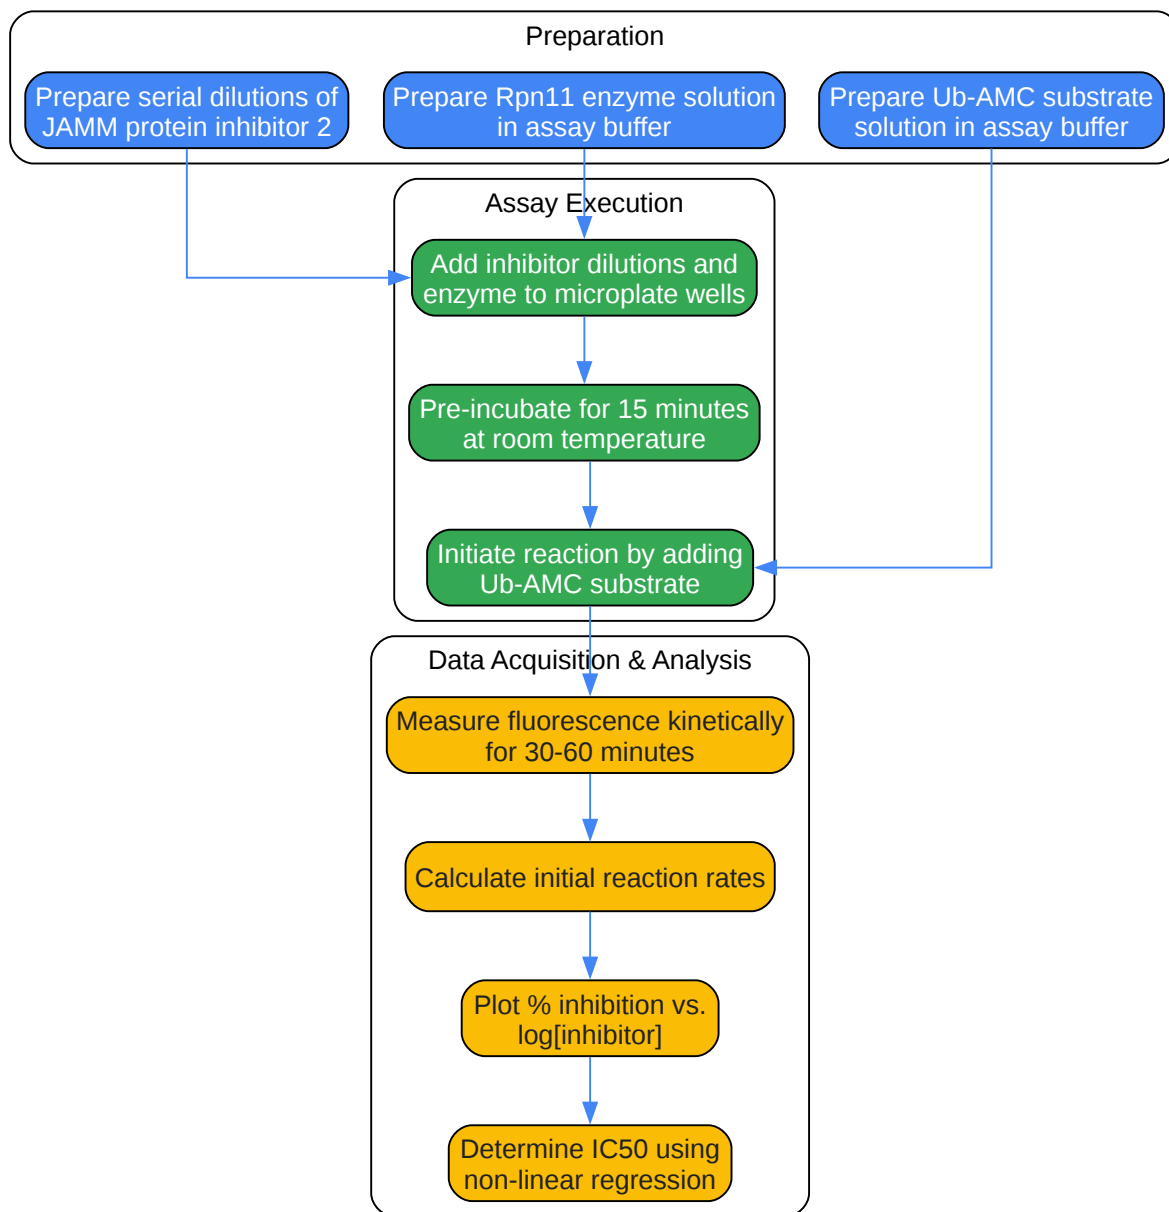 Preparation
Prepare serial dilutions of
JAMM protein inhibitor 2
Prepare Rpn11 enzyme solution
in assay buffer
Prepare Ub-AMC substrate
solution in assay buffer
Assay Execution
Add inhibitor dilutions and
enzyme to microplate wells
Pre-incubate for 15 minutes
at room temperature
Initiate reaction by adding
Ub-AMC substrate
Data Acquisition & Analysis
Measure fluorescence kinetically
for 30-60 minutes
Calculate initial reaction rates
Plot % inhibition vs.
log[inhibitor]
Determine IC50 using
non-linear regression